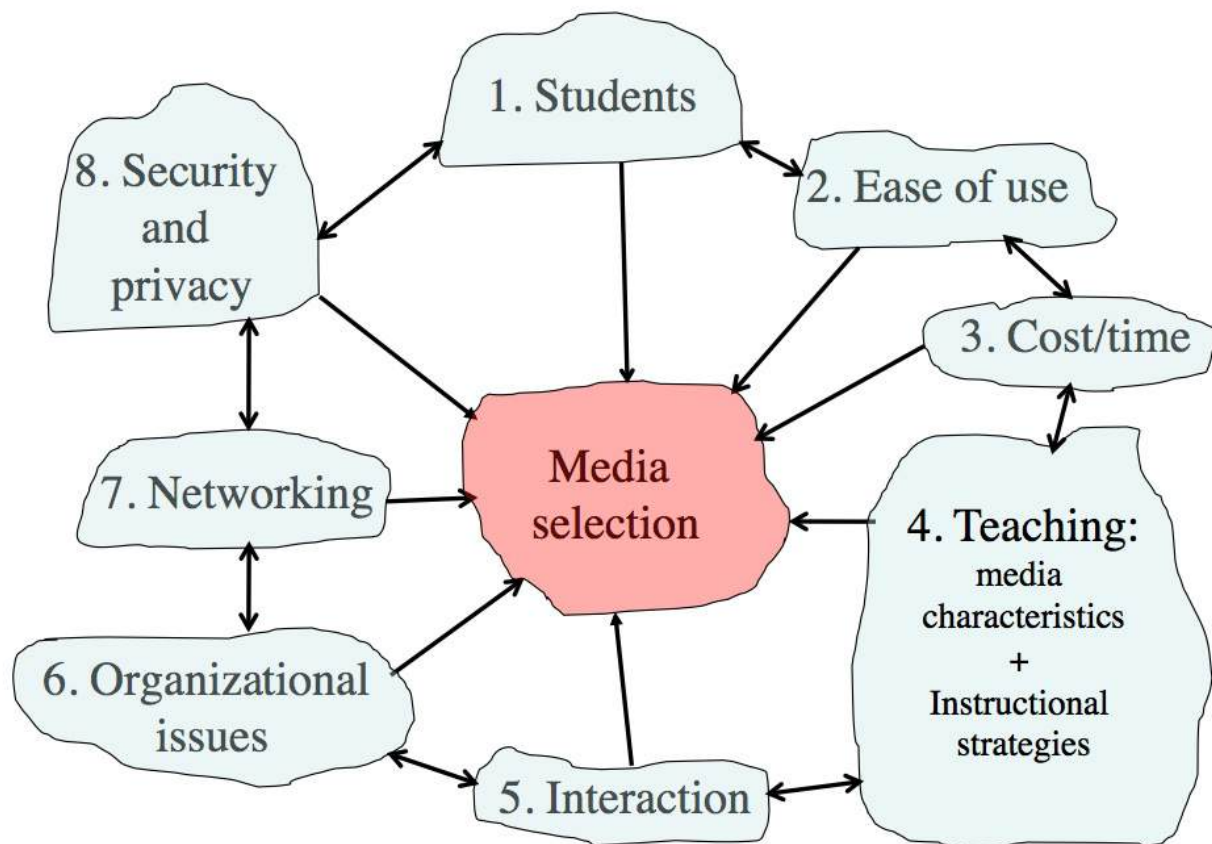 1. Students
2. Ease of use
3. Cost/time
4. Teaching:
media
characteristics
+
Instructional
strategies
5. Interaction
6. Organizational
issues
7. Networking
8. Security
and
privacy
Media
selection